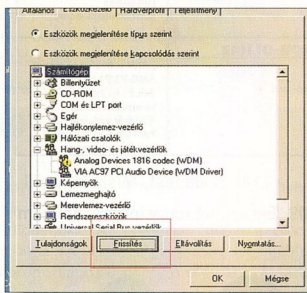 Általános Eszközkezelő Hardverprofil Teljesítmény
Eszközök megjelenítése típus szerint
Eszközök megjelenítése kapcsolódás szerint
Számítógép
Billentyűzet
CD-ROM
COM és LPT port
Egér
Hajlékonylemez-vezérlő
Hálózati csatolók
Hang-, video- és játékvezérlők
Analog Devices 1816 codec (WDM)
VIA AC97 PCI Audio Device (WDM Driver)
Képernyők
Lemezmeghajtó
Merevlemez-vezérlő
Rendszereszközök
Universal Serial Bus vezérlők
Tulajdonságok Frissítés Eltávolítás Nyomtatás...
OK Mégse